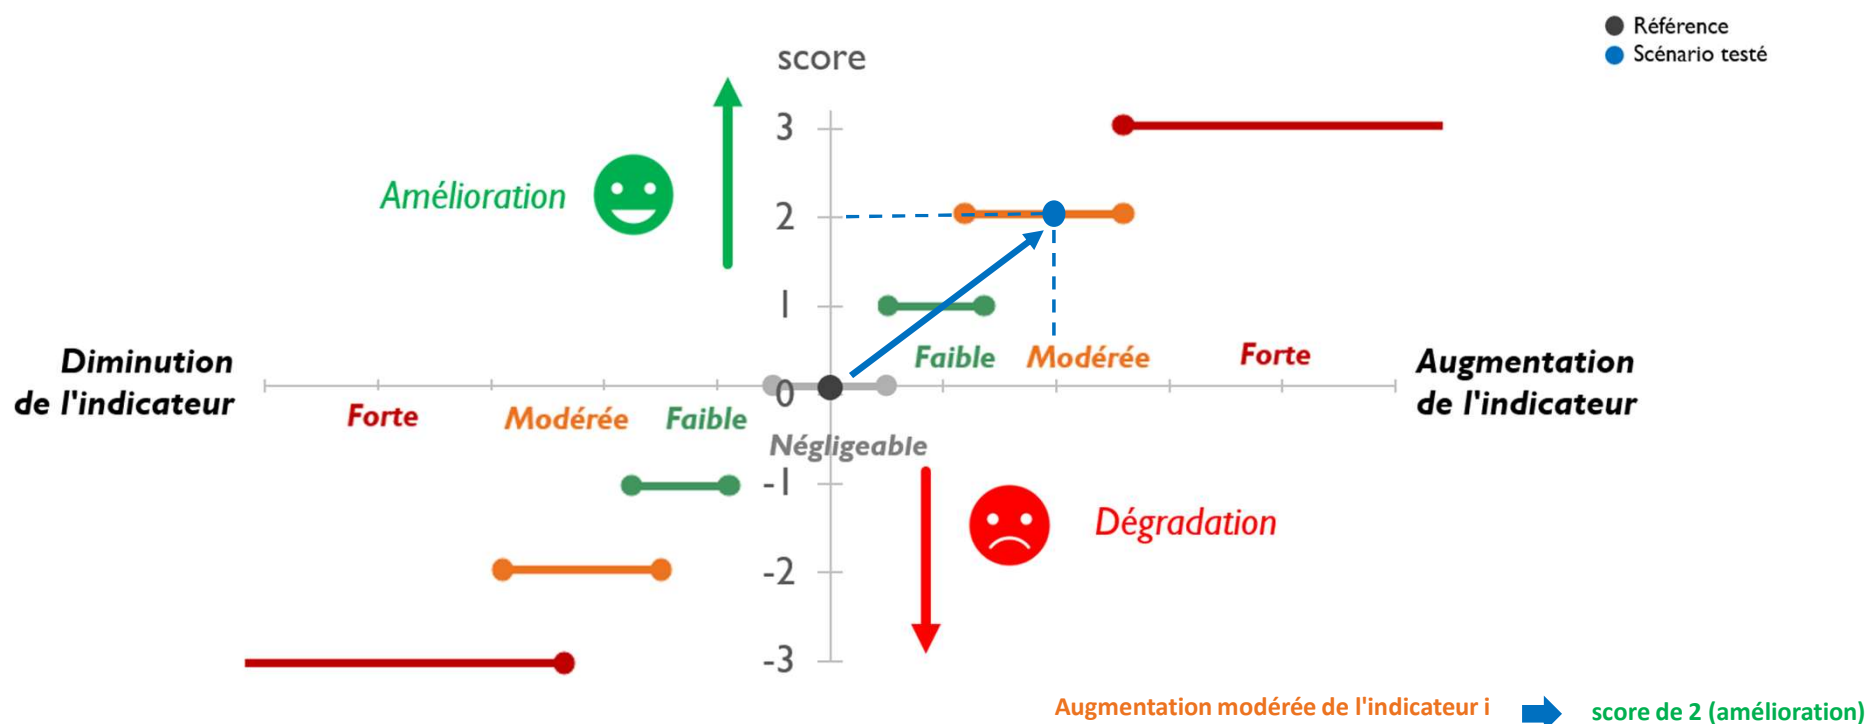 Référence
Scénario testé
score
3
Amélioration
2
1
Diminution
de l'indicateur
Faible
Modérée
Forte
Augmentation
de l'indicateur
0
Forte
Modérée
Faible
Négligeable
-1
Dégradation
-2
-3
Augmentation modérée de l'indicateur i
score de 2 (amélioration)